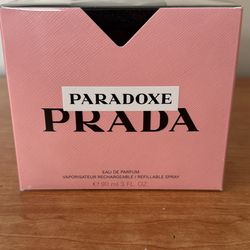 PARADOXE
PRADA
EAU DE PARFUM
VAPORISATEUR RECHARGEABLE / REFILLABLE SPRAY
℮ 90 ml 3 FL. OZ.